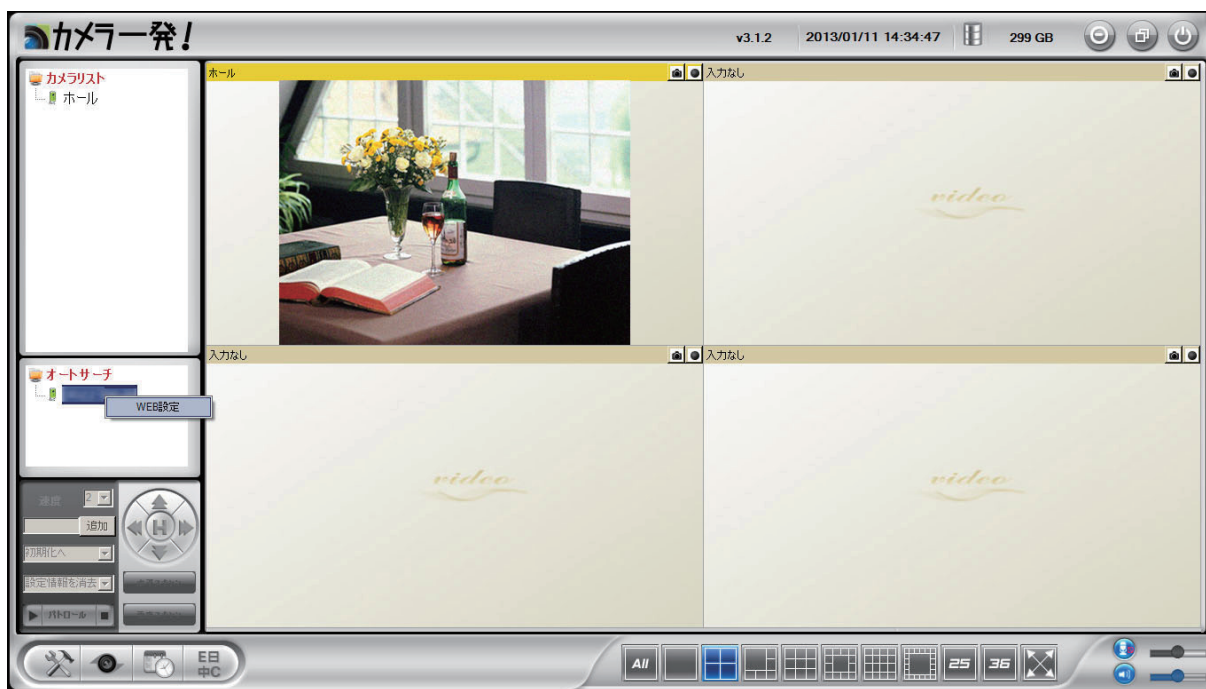 カメラ一発!
v3.1.2 2013/01/11 14:34:47 299 GB
カメラリスト
ホール
ホール
入力なし
video
入力なし
video
入力なし
video
オートサーチ
WEB設定
速度 2
追加
初期化へ
設定情報を消去
パトロール
H
E日
中C
All
25 36